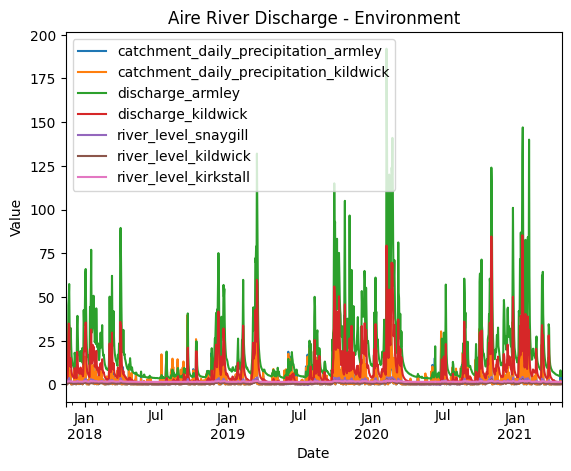 Aire River Discharge - Environment
catchment_daily_precipitation_armley
catchment_daily_precipitation_kildwick
discharge_armley
discharge_kildwick
river_level_snaygill
river_level_kildwick
river_level_kirkstall
200
175
150
125
100
75
50
25
0
Value
Jan Jul Jan Jul Jan Jul Jan
2018 2019 2020 2021
Date